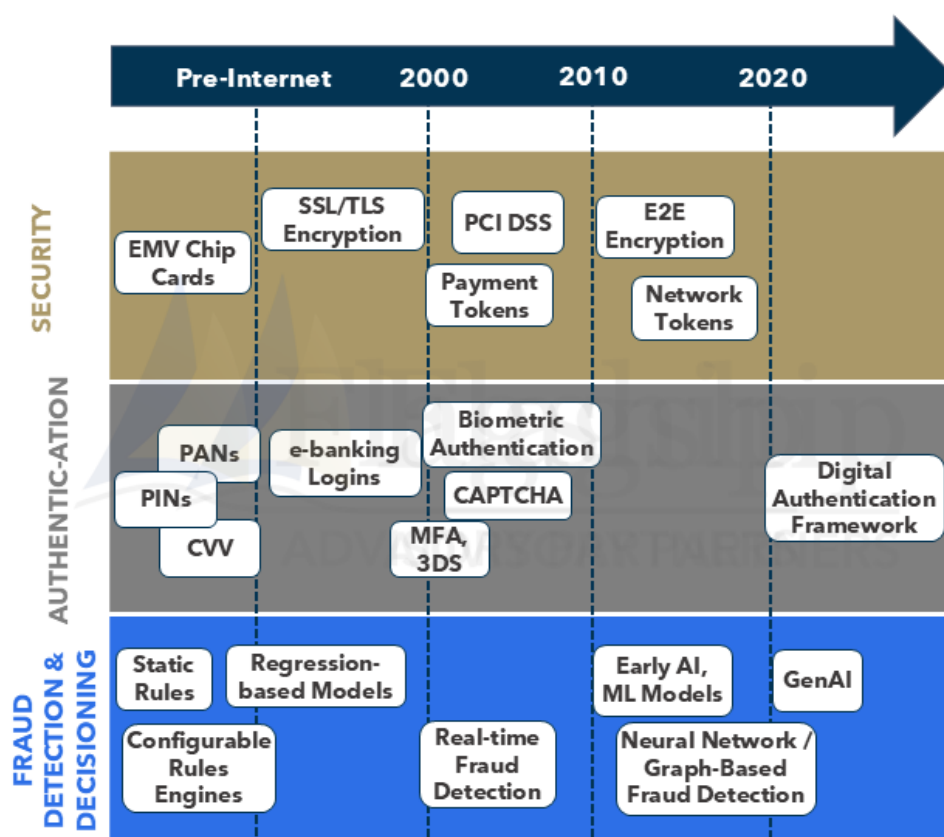 Pre-Internet
2000
2010
2020
SECURITY
EMV Chip
Cards
SSL/TLS
Encryption
PCI DSS
Payment
Tokens
E2E
Encryption
Network
Tokens
AUTHENTIC-ATION
PANs
PINs
CVV
e-banking
Logins
Biometric
Authentication
CAPTCHA
MFA,
3DS
Digital
Authentication
Framework
FRAUD
DETECTION &
DECISIONING
Static
Rules
Configurable
Rules
Engines
Regression-
based Models
Real-time
Fraud
Detection
Early AI,
ML Models
Neural Network /
Graph-Based
Fraud Detection
GenAI